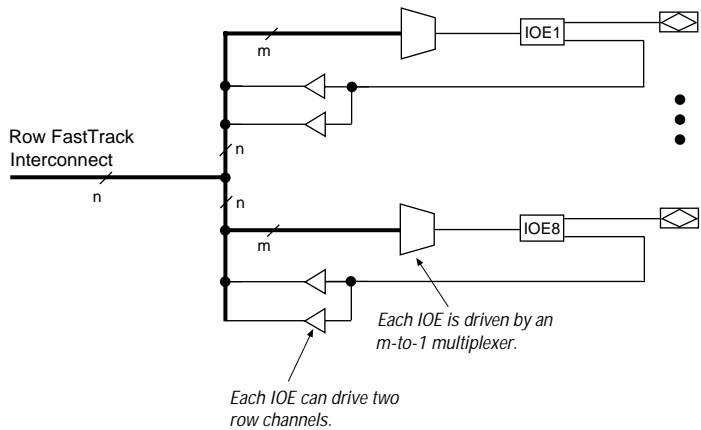 m
IOE1
Row FastTrack
Interconnect
n
n
n
m
IOE8
Each IOE is driven by an
m-to-1 multiplexer.
Each IOE can drive two
row channels.